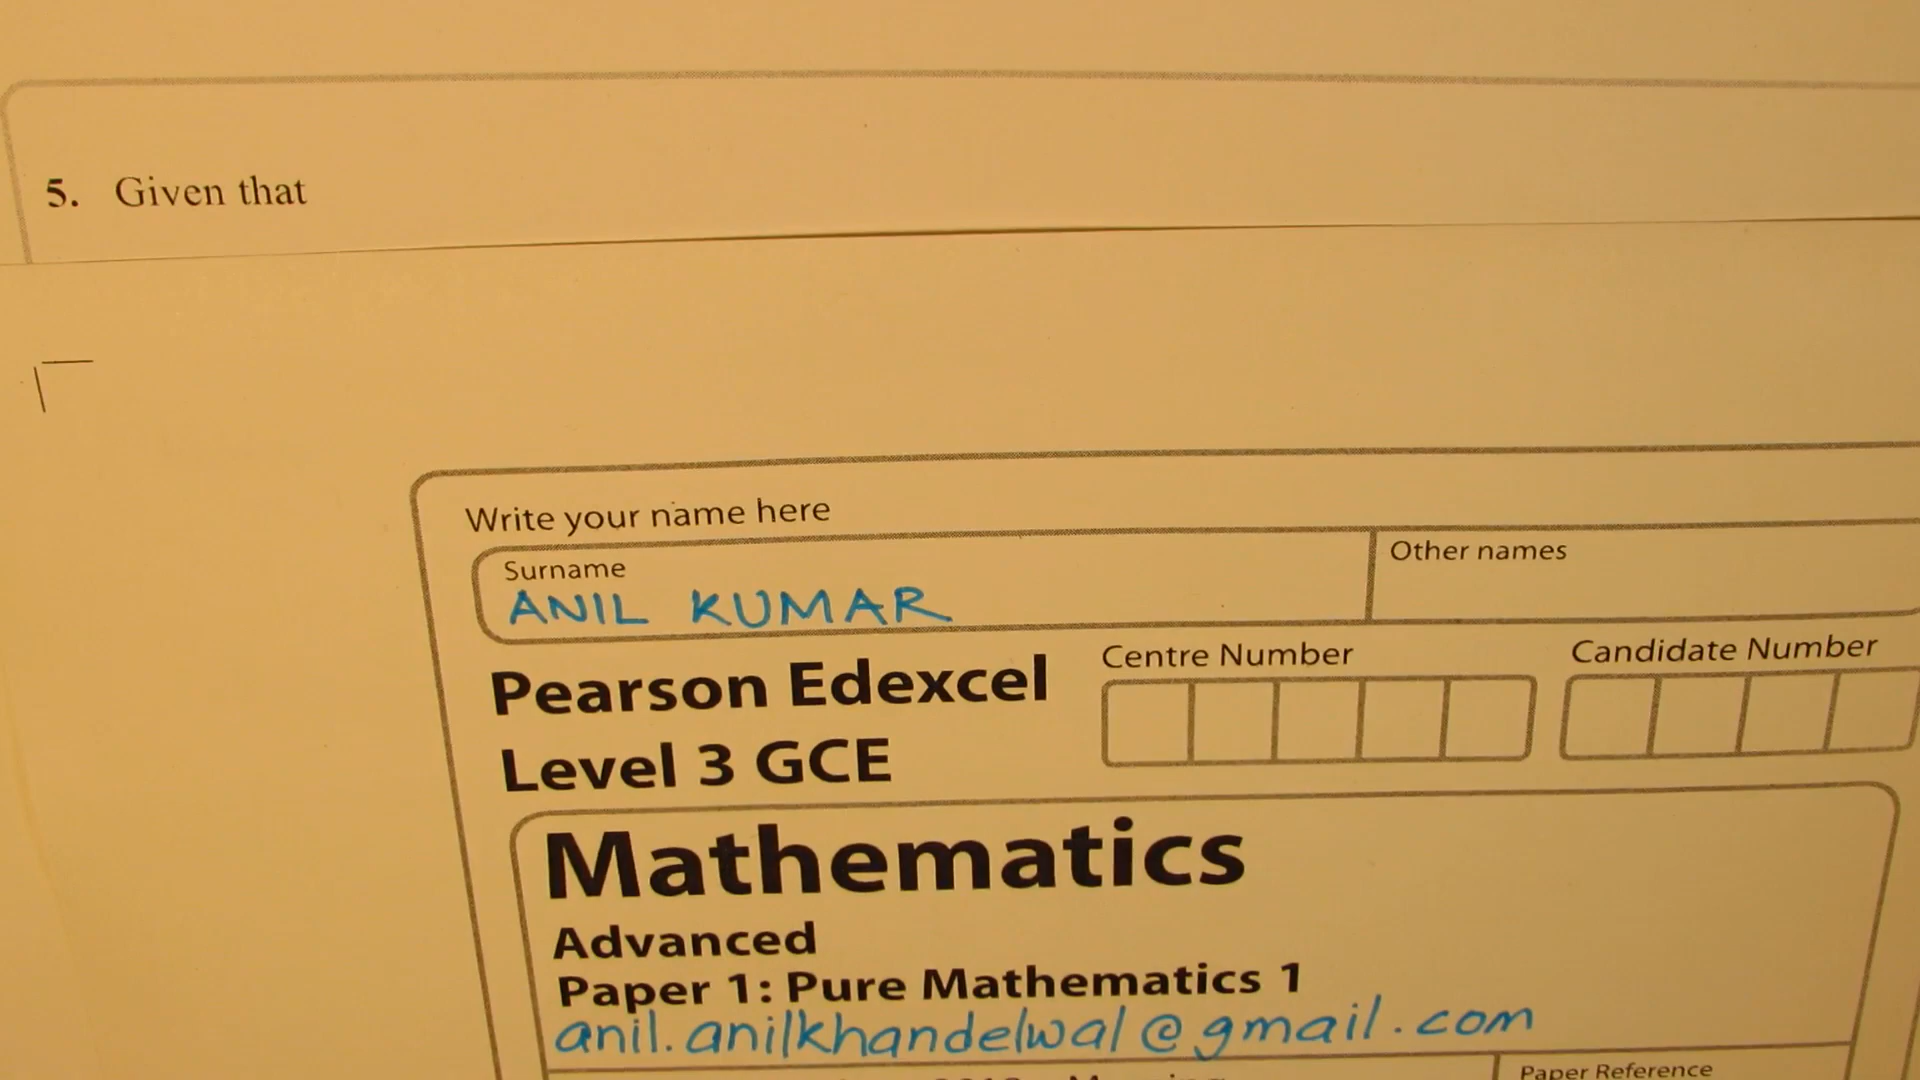 5. Given that
Write your name here
Surname
Other names
ANIL KUMAR
Centre Number
Candidate Number
Pearson Edexcel
Level 3 GCE
Mathematics
Advanced
Paper 1: Pure Mathematics 1
anil.anilkhandelwal@gmail.com
Paper Reference